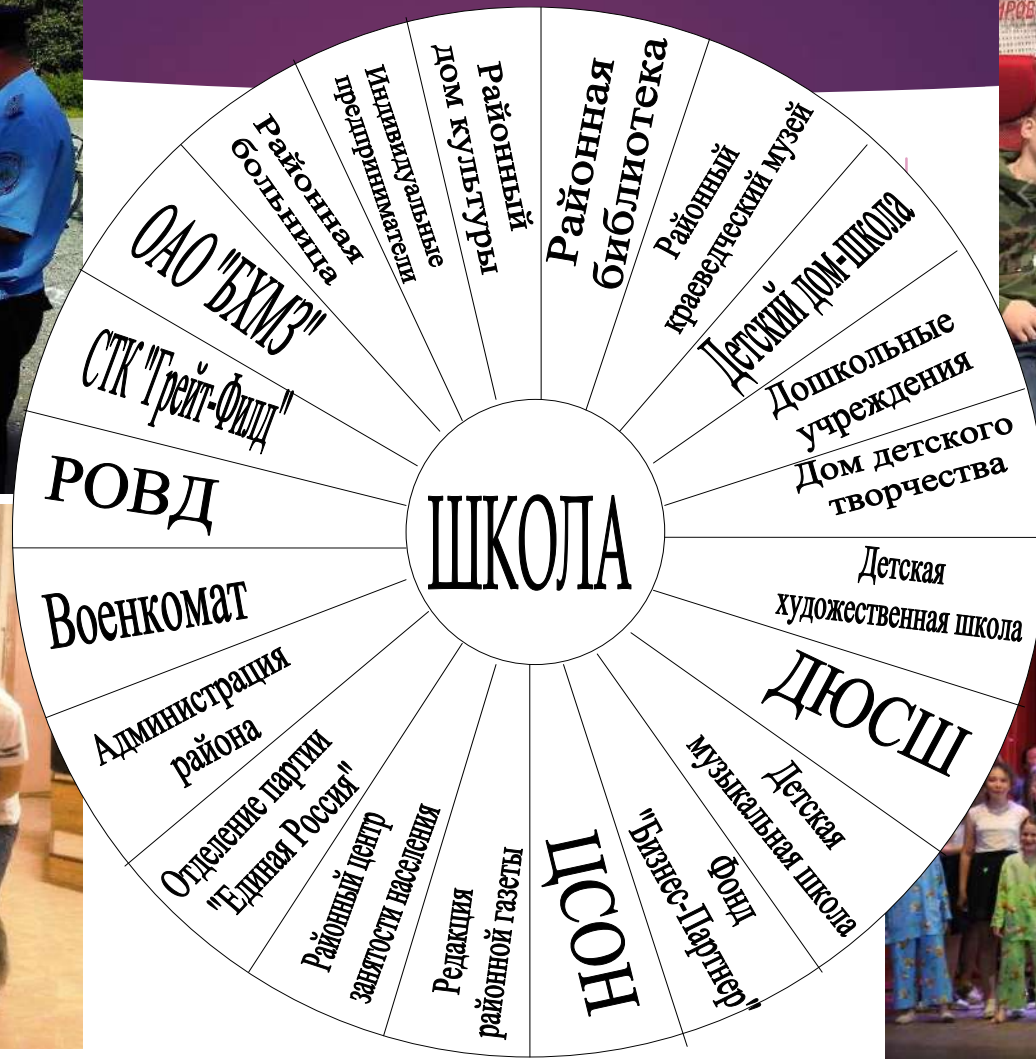 ШКОЛА
Районная
библиотека
Районный
краеведческий музей
Детский дом-школа
Дошкольные
учреждения
Дом детского
творчества
Детская
художественная школа
ДЮСШ
Детская
музыкальная школа
Фонд
"Бизнес-Партнер"
ЦСОН
Редакция
районной газеты
Районный центр
занятости населения
Отделение партии
"Единая Россия"
Администрация
района
Военкомат
РОВД
СТК "Грейт-Филд"
ОАО "БХМЗ"
Районная
больница
Индивидуальные
предприниматели
Районный
дом культуры